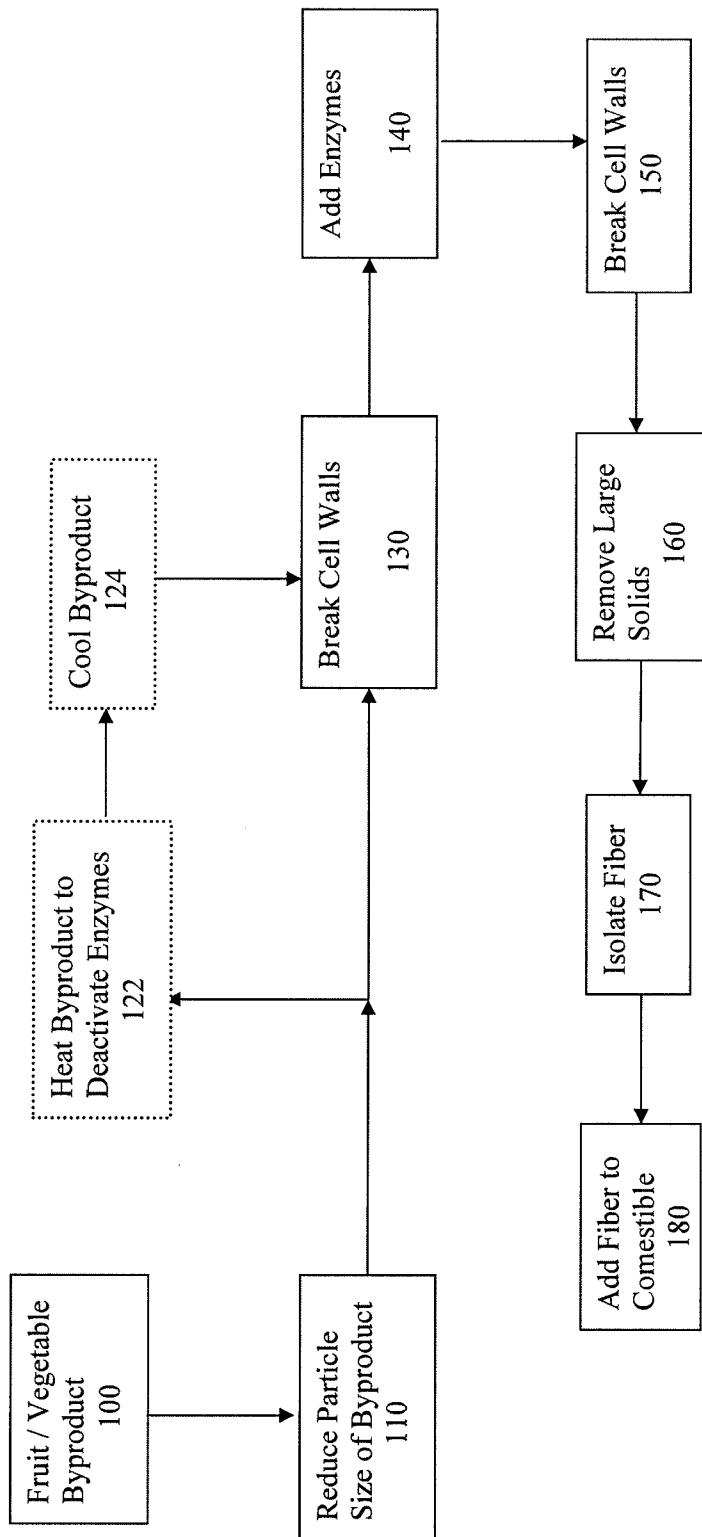 Fruit / Vegetable
Byproduct
100
Reduce Particle
Size of Byproduct
110
Heat Byproduct to
Deactivate Enzymes
122
Cool Byproduct
124
Break Cell Walls
130
Add Enzymes
140
Break Cell Walls
150
Remove Large
Solids
160
Isolate Fiber
170
Add Fiber to
Comestible
180